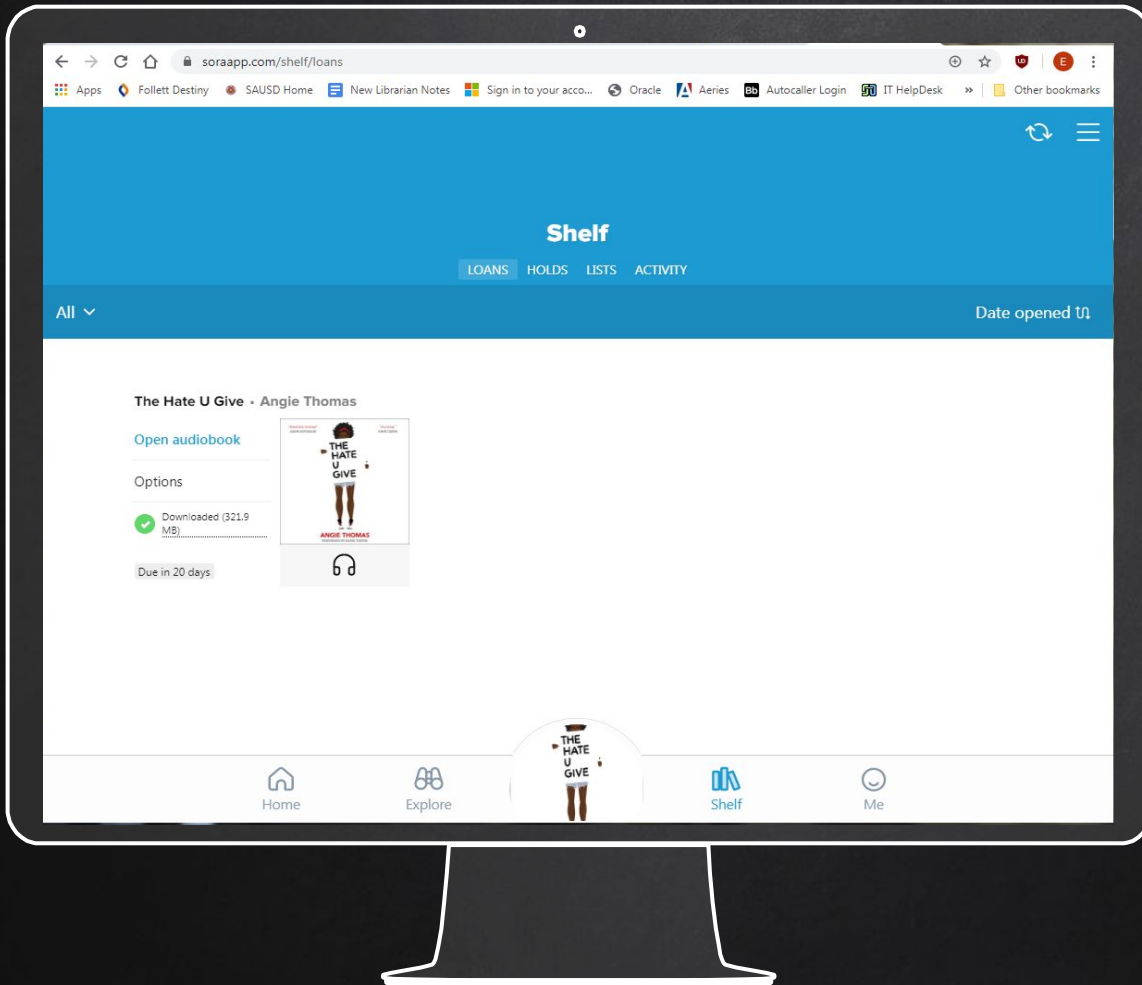 soraapp.com/shelf/loans
E
Apps Follett Destiny SAUSD Home New Librarian Notes Sign in to your acco... Oracle Aeries Bb Autocaller Login IT HelpDesk » Other bookmarks
Shelf
LOANS HOLDS LISTS ACTIVITY
All Date opened
The Hate U Give • Angie Thomas
Open audiobook
Options
Downloaded (321.9
MB)
Due in 20 days
THE
HATE
U
GIVE
ANGIE THOMAS
THE
HATE
U
GIVE
Home Explore Shelf Me